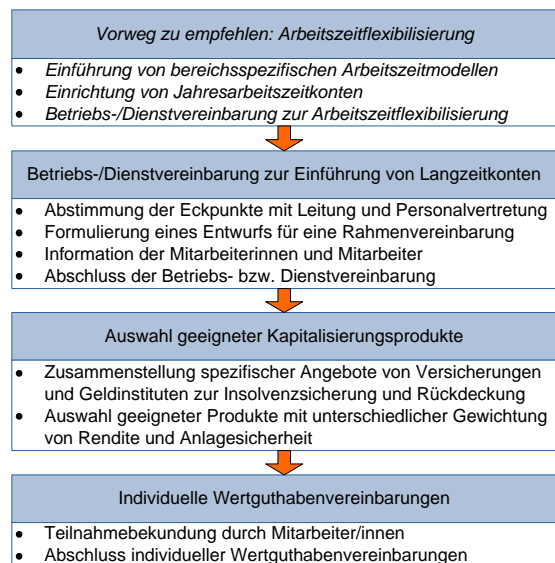 Vorweg zu empfehlen: Arbeitszeitflexibilisierung
• Einführung von bereichsspezifischen Arbeitszeitmodellen
• Einrichtung von Jahresarbeitszeitkonten
• Betriebs-/Dienstvereinbarung zur Arbeitszeitflexibilisierung
Betriebs-/Dienstvereinbarung zur Einführung von Langzeitkonten
• Abstimmung der Eckpunkte mit Leitung und Personalvertretung
• Formulierung eines Entwurfs für eine Rahmenvereinbarung
• Information der Mitarbeiterinnen und Mitarbeiter
• Abschluss der Betriebs- bzw. Dienstvereinbarung
Auswahl geeigneter Kapitalisierungsprodukte
• Zusammenstellung spezifischer Angebote von Versicherungen
und Geldinstituten zur Insolvenzsicherung und Rückdeckung
• Auswahl geeigneter Produkte mit unterschiedlicher Gewichtung
von Rendite und Anlagesicherheit
Individuelle Wertguthabenvereinbarungen
• Teilnahmebekundung durch Mitarbeiter/innen
• Abschluss individueller Wertguthabenvereinbarungen